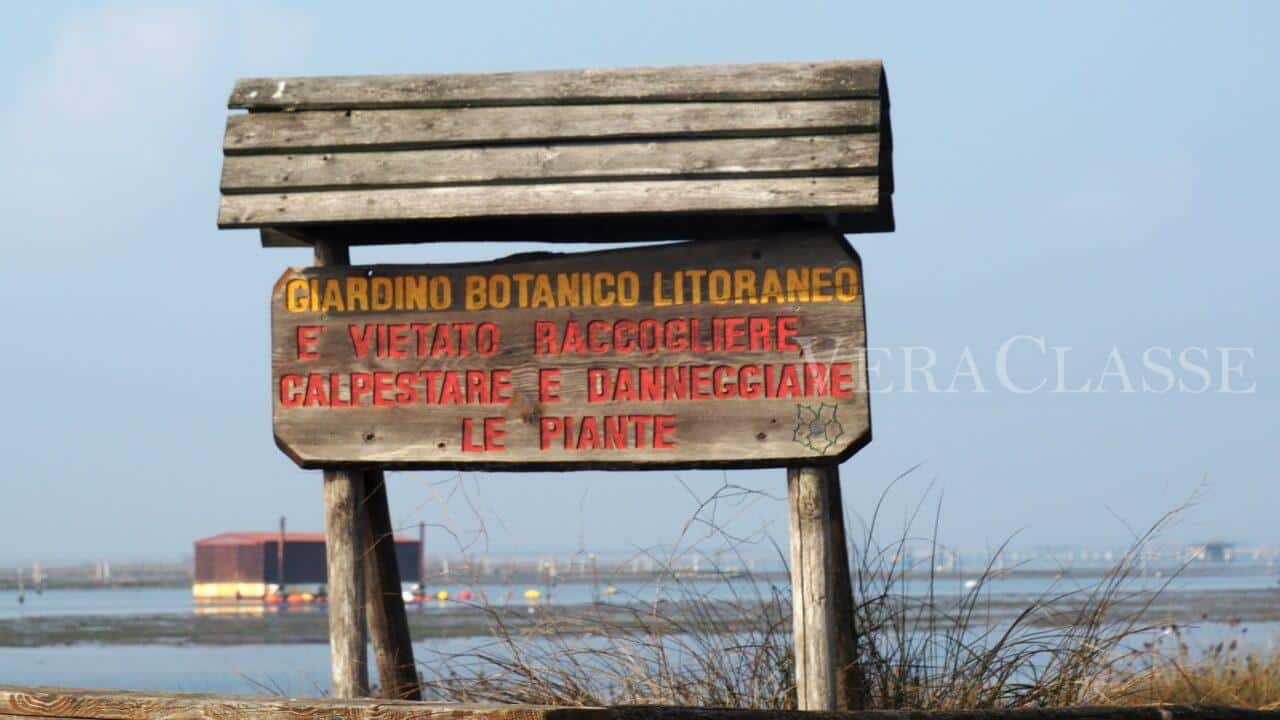 GIARDINO BOTANICO LITORANEO
E' VIETATO RACCOGLIERE
CALPESTARE E DANNEGGIARE
LE PIANTE
VERACLASSE